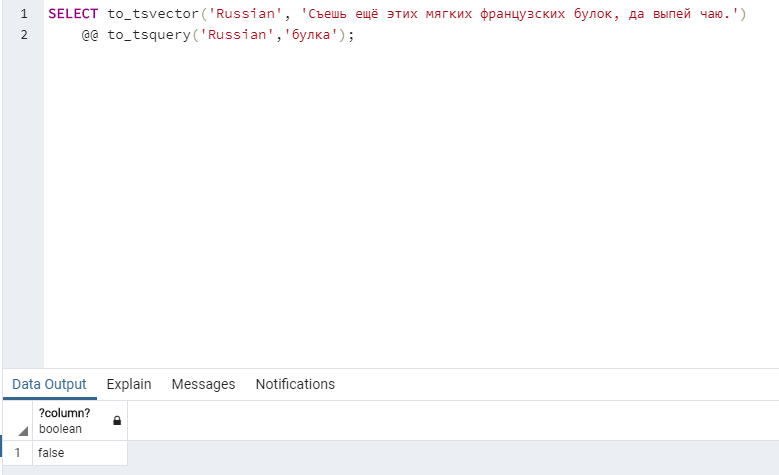 1 SELECT to_tsvector('Russian', 'Съешь ещё этих мягких французских булок, да выпей чаю.')
2 @@ to_tsquery('Russian','булка');
Data Output Explain Messages Notifications
?column?
boolean
1 false